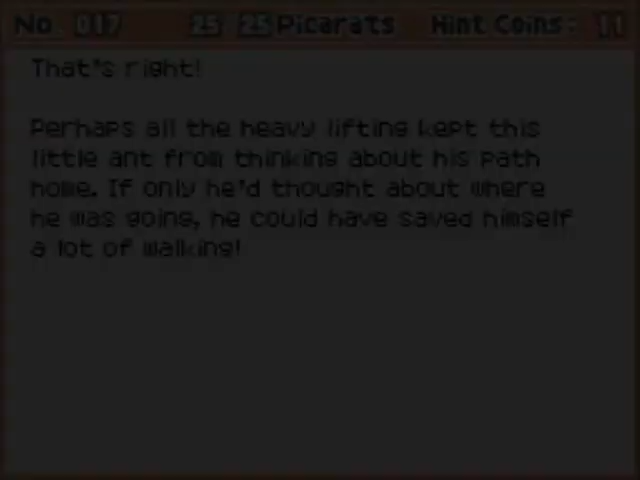 No. 017 25 25 Picarats Hint Coins: 11
That's right!
Perhaps all the heavy lifting kept this
little ant from thinking about his path
home. If only he'd thought about where
he was going, he could have saved himself
a lot of walking!